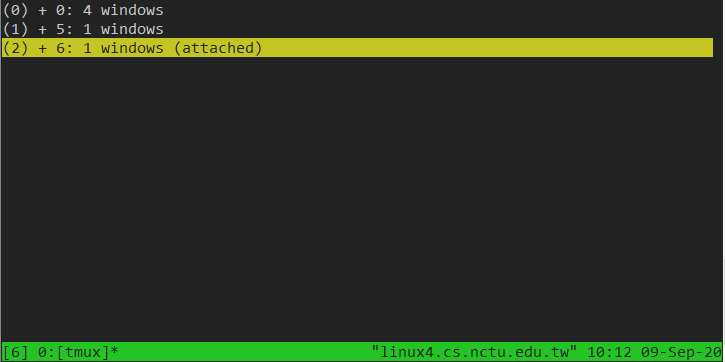 (0) + 0: 4 windows
(1) + 5: 1 windows
(2) + 6: 1 windows (attached)
[6] 0:[tmux]* "linux4.cs.nctu.edu.tw" 10:12 09-Sep-20